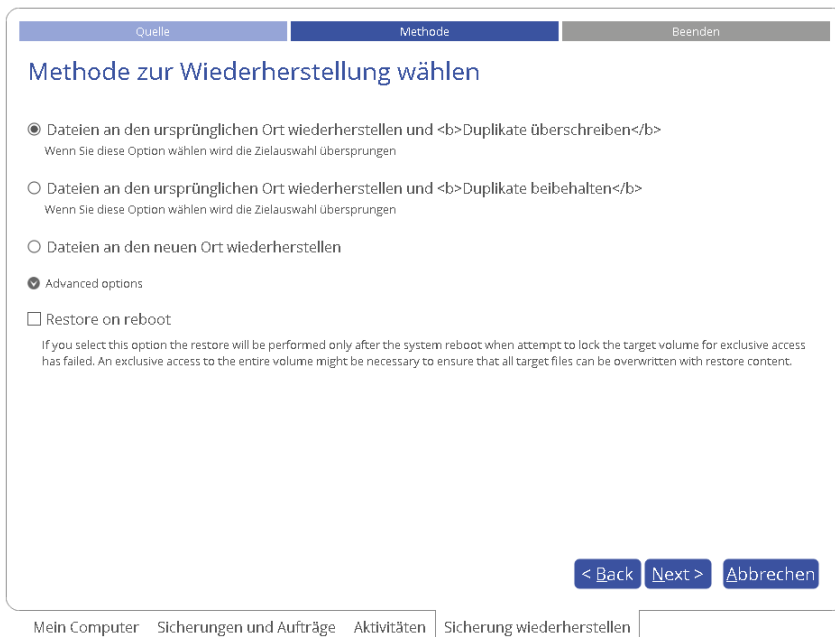 Quelle
Methode
Beenden
Methode zur Wiederherstellung wählen
Dateien an den ursprünglichen Ort wiederherstellen und <b>Duplikate überschreiben</b>
Wenn Sie diese Option wählen wird die Zielauswahl übersprungen
Dateien an den ursprünglichen Ort wiederherstellen und <b>Duplikate beibehalten</b>
Wenn Sie diese Option wählen wird die Zielauswahl übersprungen
Dateien an den neuen Ort wiederherstellen
Advanced options
Restore on reboot
If you select this option the restore will be performed only after the system reboot when attempt to lock the target volume for exclusive access
has failed. An exclusive access to the entire volume might be necessary to ensure that all target files can be overwritten with restore content.
< Back
Next >
Abbrechen
Mein Computer
Sicherungen und Aufträge
Aktivitäten
Sicherung wiederherstellen